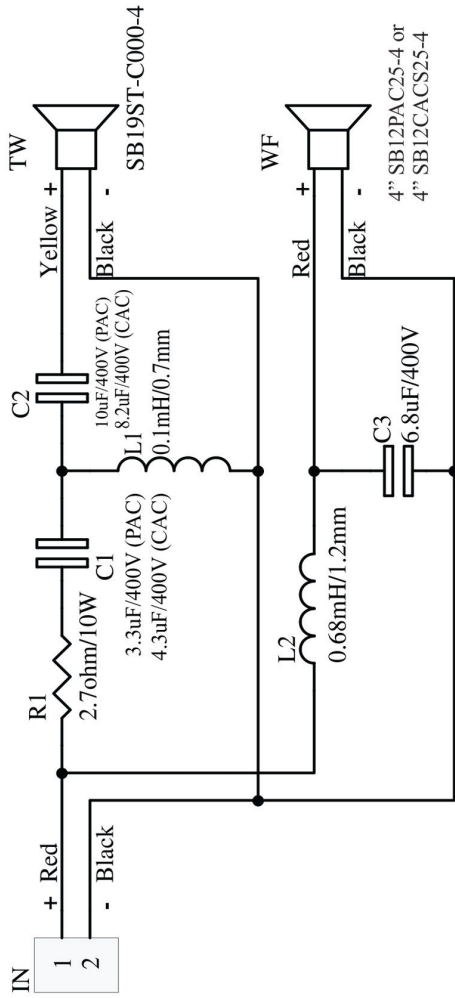 IN
1
2
+ Red
- Black
R1
2.7ohm/10W
C1
3.3uF/400V (PAC)
4.3uF/400V (CAC)
C2
10uF/400V (PAC)
8.2uF/400V (CAC)
L1
0.1mH/0.7mm
Yellow +
Black -
TW
SB19ST-C000-4
L2
0.68mH/1.2mm
C3
6.8uF/400V
Red +
Black -
WF
4” SB12PAC25-4 or
4” SB12CACS25-4